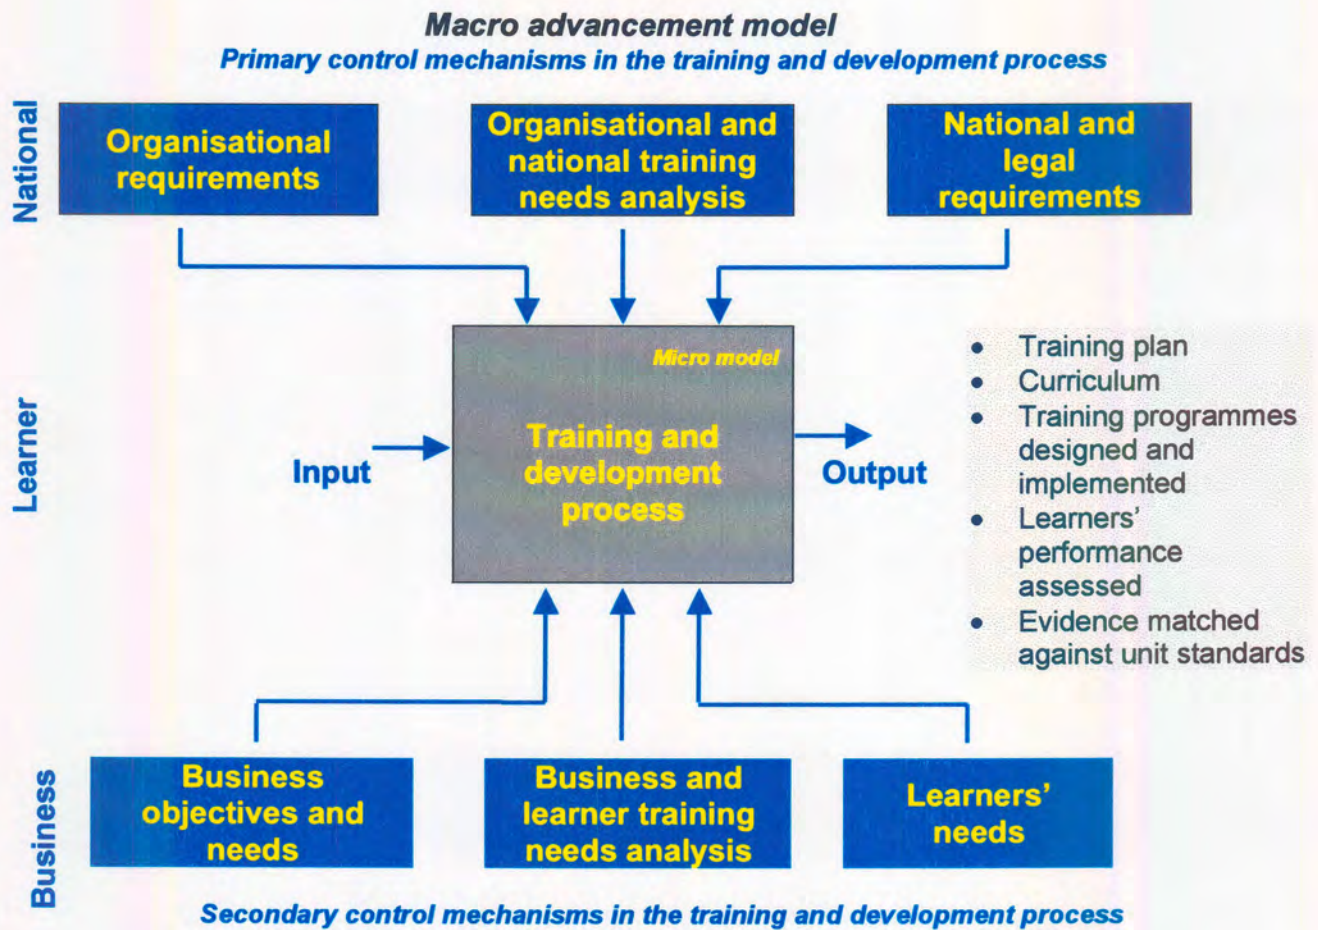 Macro advancement model
Primary control mechanisms in the training and development process
National
Organisational
requirements
Organisational and
national training
needs analysis
National and
legal
requirements
Learner
Input
Micro model
Training and
development
process
Output
• Training plan
• Curriculum
• Training programmes
designed and
implemented
• Learners’
performance
assessed
• Evidence matched
against unit standards
Business
Business
objectives and
needs
Business and
learner training
needs analysis
Learners’
needs
Secondary control mechanisms in the training and development process